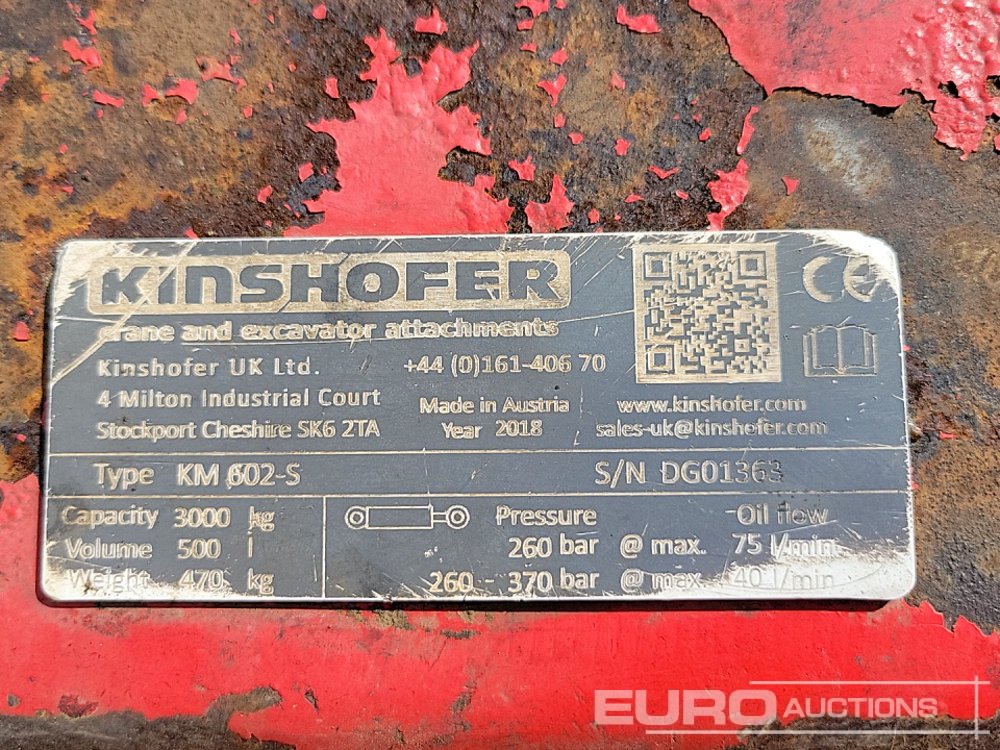 KINSHOFER
crane and excavator attachments
Kinshofer UK Ltd. +44 (0)161-406 70
4 Milton Industrial Court
Stockport Cheshire SK6 2TA
Made in Austria
Year 2018
www.kinshofer.com
sales-uk@kinshofer.com
CE
Type KM 602-S S/N DG01363
Capacity 3000 kg
Volume 500 l
Weight 470 kg
Pressure Oil flow
260 bar @ max. 75 l/min
260 - 370 bar @ max 40 l/min
EURO AUCTIONS